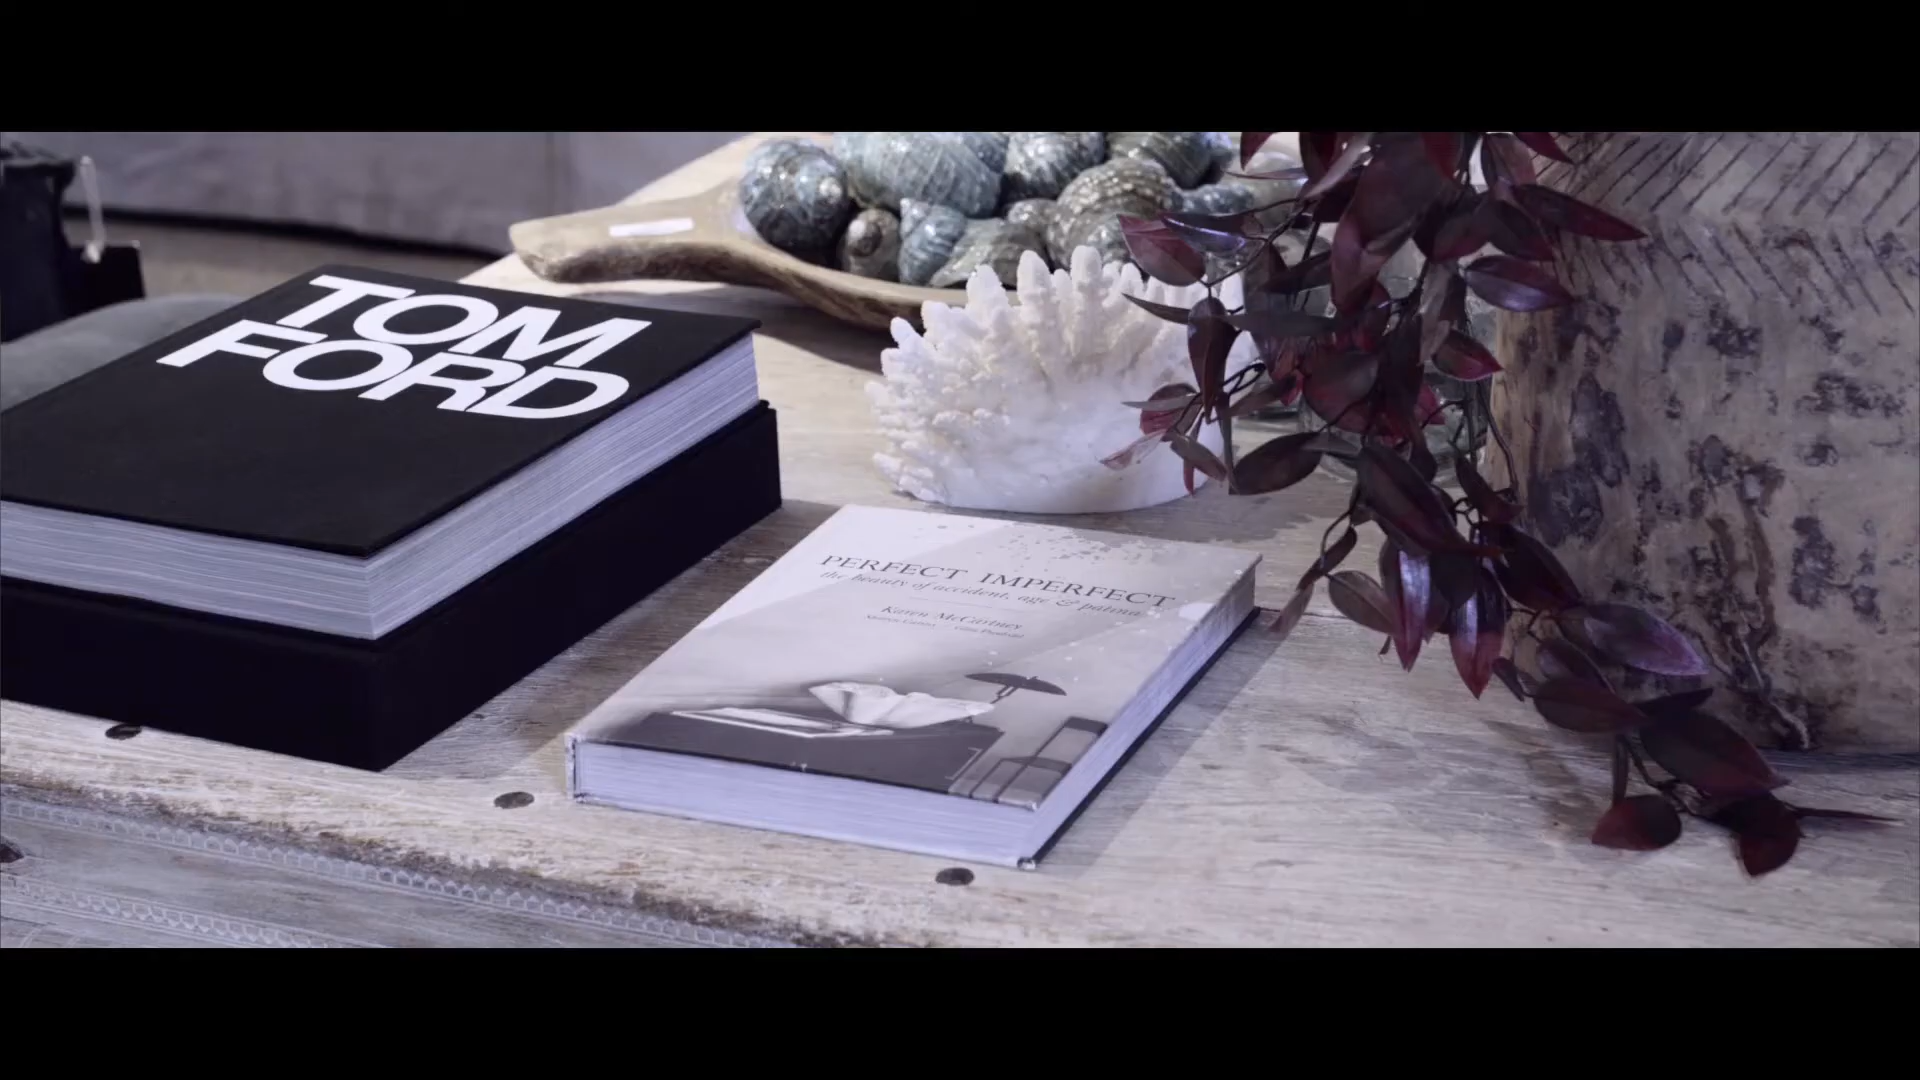 TOM
FORD
PERFECT IMPERFECT
the beauty of accident, age & patina
Karen McCartney